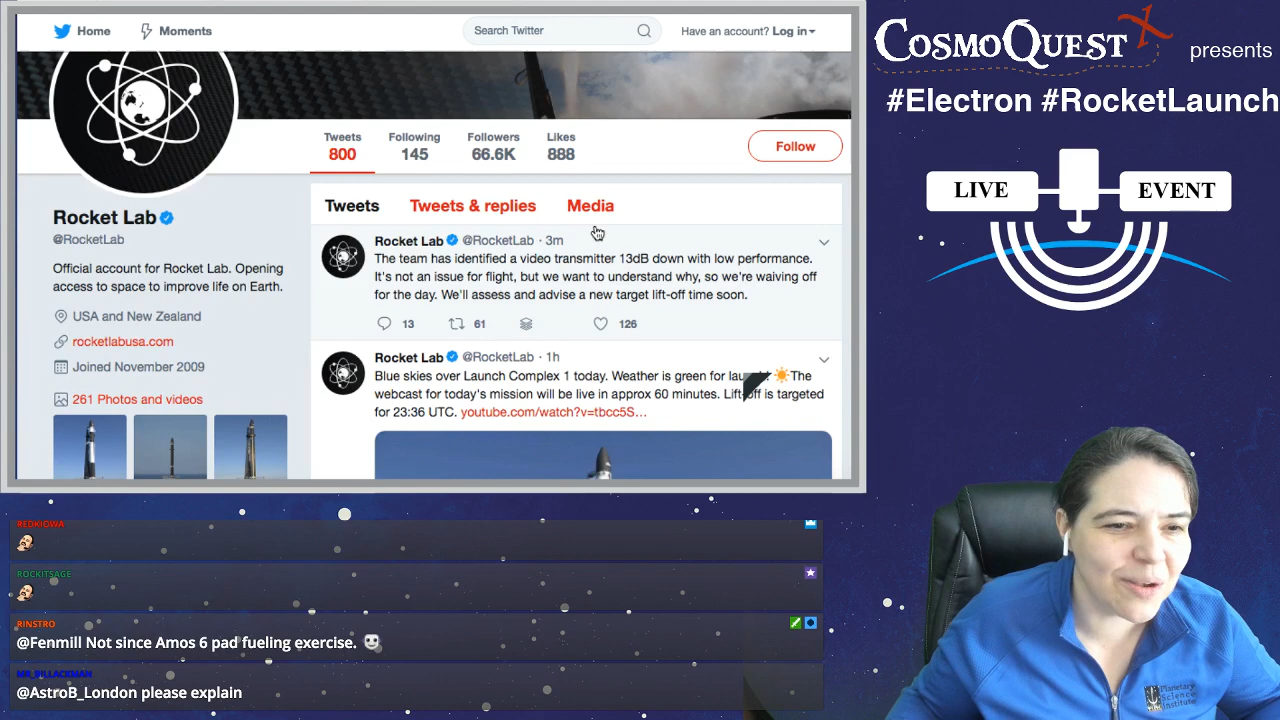 Home
Moments
Search Twitter
Have an account? Log in
COSMOQUEST X
presents
#Electron #RocketLaunch
LIVE
EVENT
Tweets
800
Following
145
Followers
66.6K
Likes
888
Follow
Rocket Lab
@RocketLab
Official account for Rocket Lab. Opening
access to space to improve life on Earth.
USA and New Zealand
rocketlabusa.com
Joined November 2009
261 Photos and videos
Tweets
Tweets & replies
Media
Rocket Lab @RocketLab · 3m
The team has identified a video transmitter 13dB down with low performance.
It's not an issue for flight, but we want to understand why, so we're waiving off
for the day. We'll assess and advise a new target lift-off time soon.
13
61
126
Rocket Lab @RocketLab · 1h
Blue skies over Launch Complex 1 today. Weather is green for The
webcast for today's mission will be live in approx 60 minutes. Lift-off is targeted
for 23:36 UTC. youtube.com/watch?v=tbcc5S...
REDKIOWA
ROCKITSAGE
RINSTRO
@Fenmill Not since Amos 6 pad fueling exercise.
MR_BILLACKMAN
@AstroB_London please explain
Planetary
Science
Institute